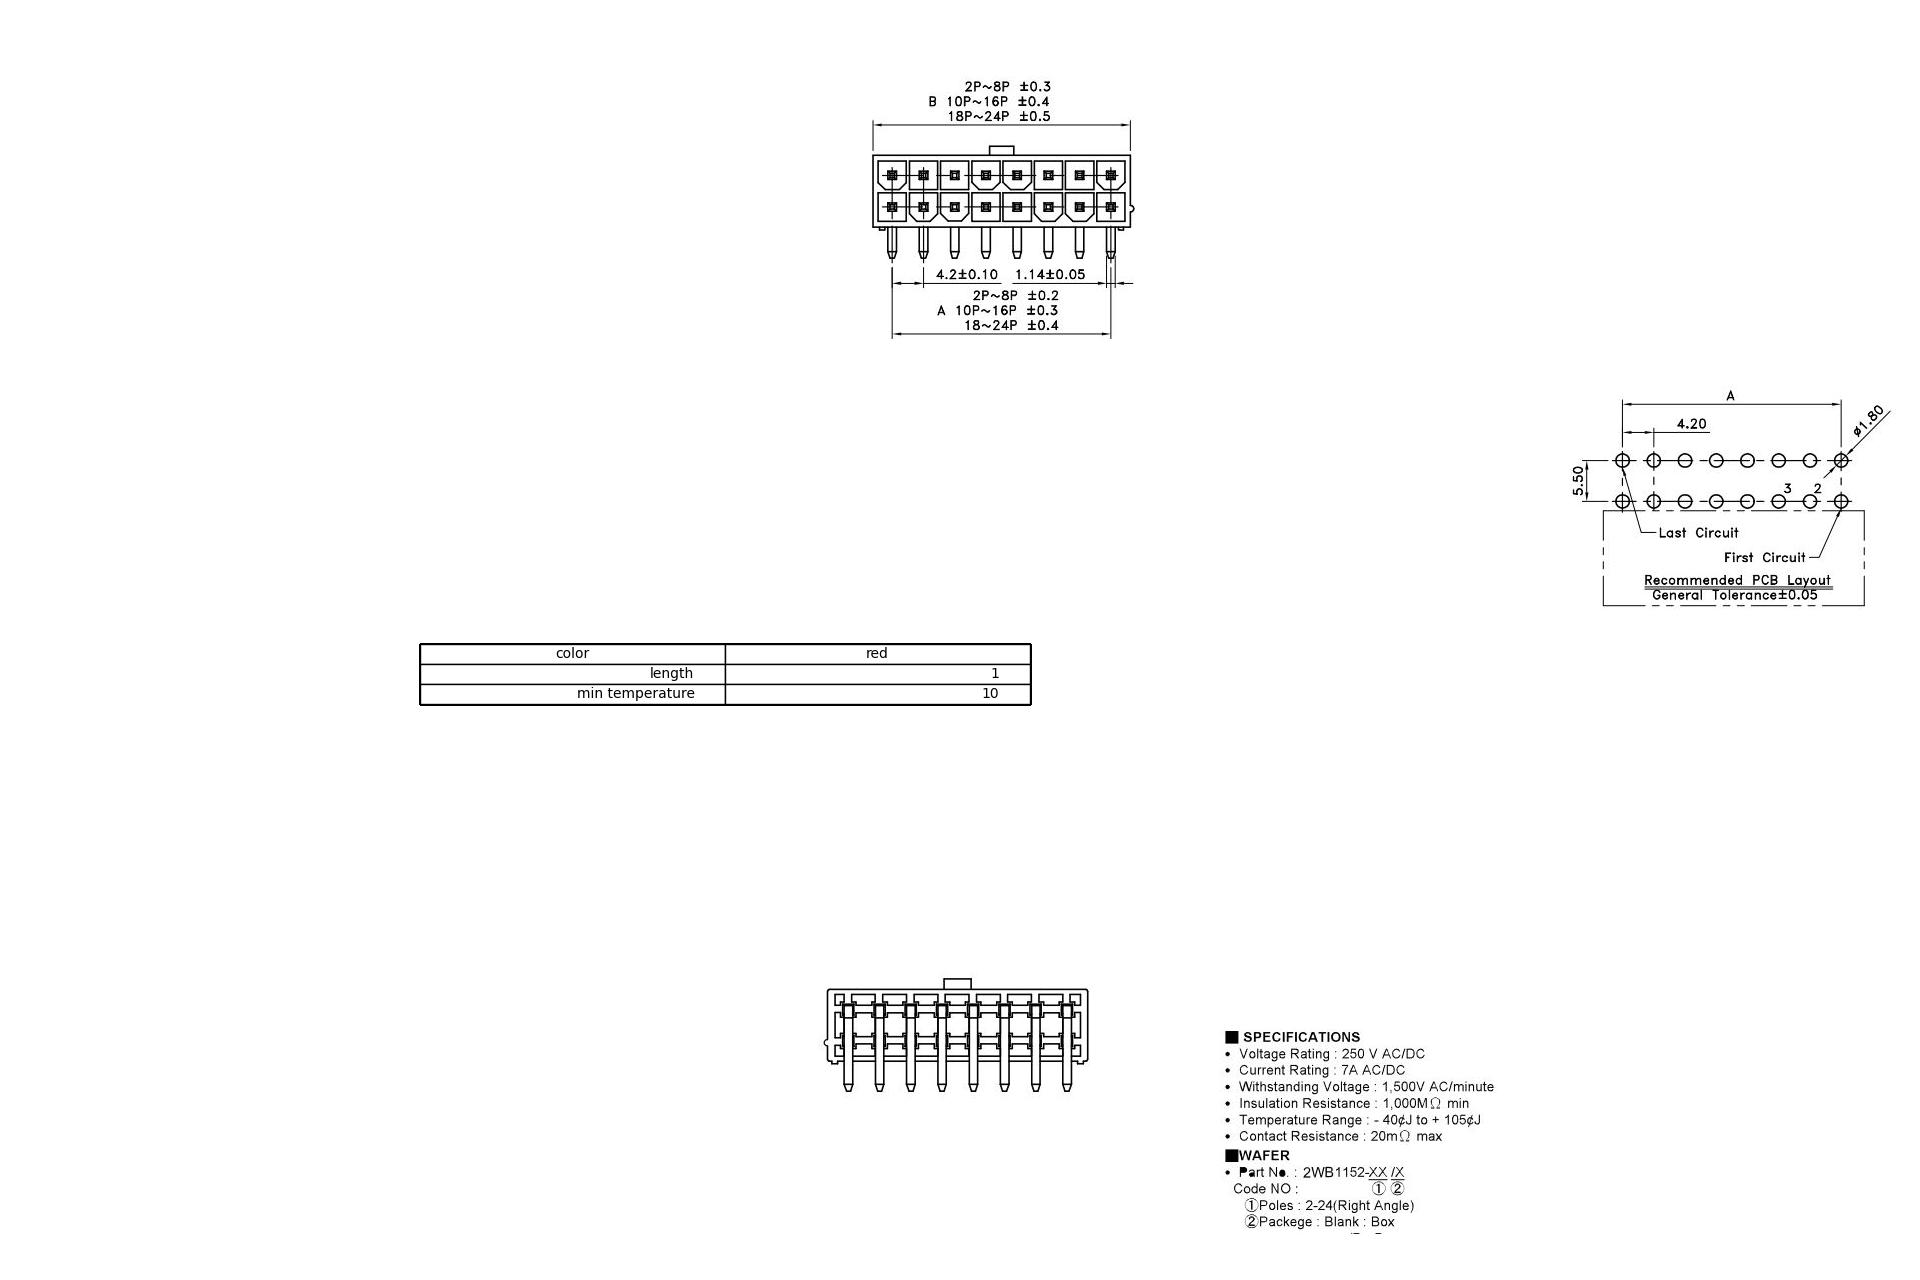 2P~8P ±0.3
B 10P~16P ±0.4
18P~24P ±0.5
4.2±0.10 1.14±0.05
2P~8P ±0.2
A 10P~16P ±0.3
18~24P ±0.4
A
4.20
ø1.80
5.50
3 2
Last Circuit
First Circuit
Recommended PCB Layout
General Tolerance±0.05
color red
length 1
min temperature 10
■ SPECIFICATIONS
• Voltage Rating : 250 V AC/DC
• Current Rating : 7A AC/DC
• Withstanding Voltage : 1,500V AC/minute
• Insulation Resistance : 1,000MΩ min
• Temperature Range : - 40¢J to + 105¢J
• Contact Resistance : 20mΩ max
■WAFER
• Part No. : 2WB1152-XX /X
Code NO : ① ②
①Poles : 2-24(Right Angle)
②Packege : Blank : Box